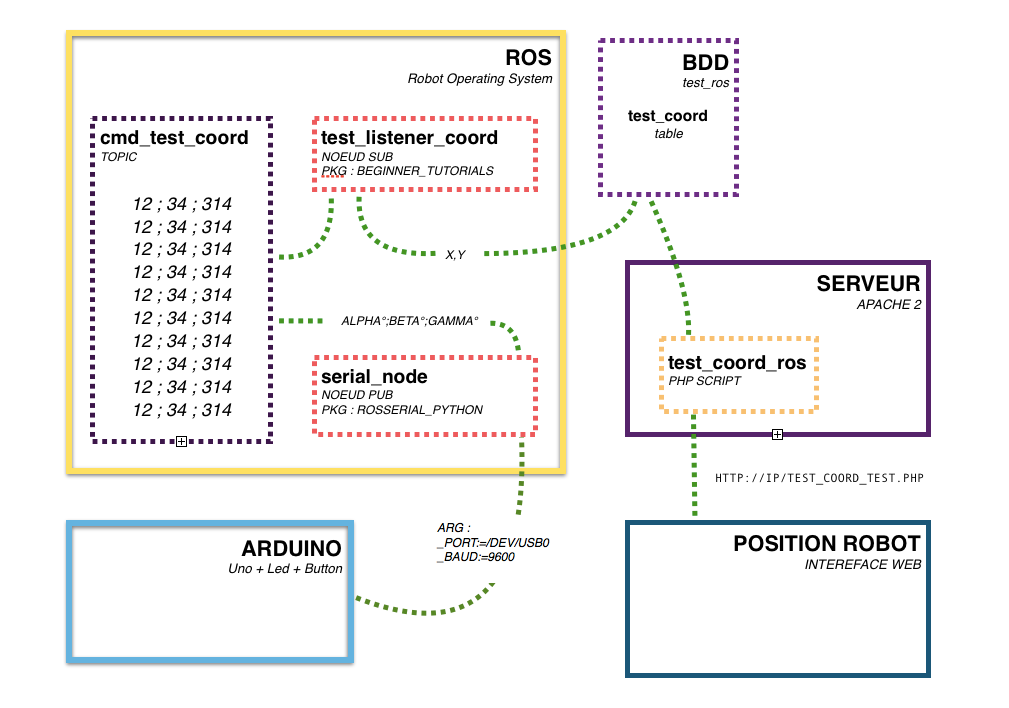 ROS
Robot Operating System
cmd_test_coord
TOPIC
12 ; 34 ; 314
12 ; 34 ; 314
12 ; 34 ; 314
12 ; 34 ; 314
12 ; 34 ; 314
12 ; 34 ; 314
12 ; 34 ; 314
12 ; 34 ; 314
12 ; 34 ; 314
12 ; 34 ; 314
test_listener_coord
NOEUD SUB
PKG : BEGINNER_TUTORIALS
X,Y
ALPHA°;BETA°;GAMMA°
serial_node
NOEUD PUB
PKG : ROSSERIAL_PYTHON
BDD
test_ros
test_coord
table
SERVEUR
APACHE 2
test_coord_ros
PHP SCRIPT
HTTP://IP/TEST_COORD_TEST.PHP
ARG :
_PORT:=/DEV/USB0
_BAUD:=9600
ARDUINO
Uno + Led + Button
POSITION ROBOT
INTEREFACE WEB